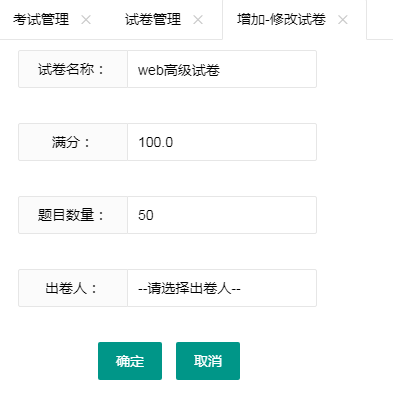 考试管理 试卷管理 增加-修改试卷
试卷名称： web高级试卷
满分： 100.0
题目数量： 50
出卷人： --请选择出卷人--
确定 取消